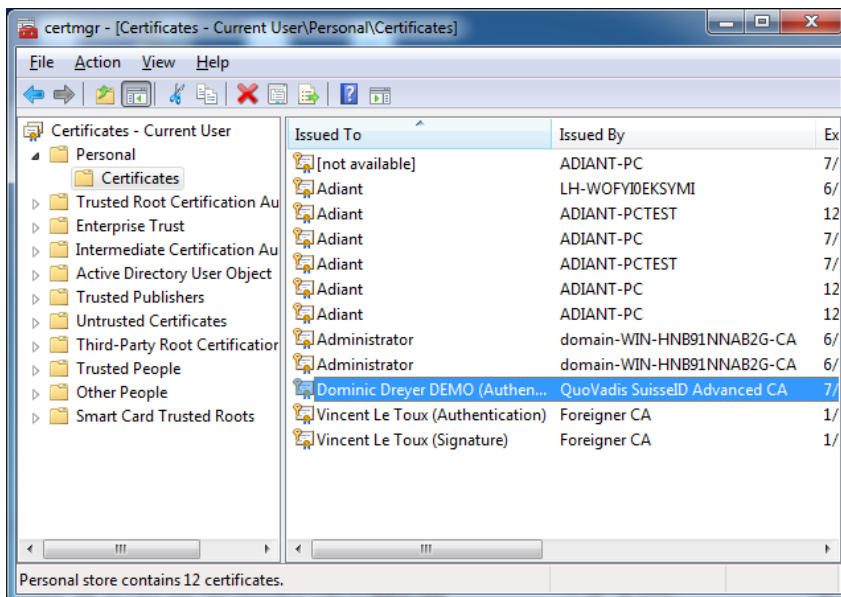 certmgr - [Certificates - Current User\Personal\Certificates]
File Action View Help
Certificates - Current User
Personal
Certificates
Trusted Root Certification Au
Enterprise Trust
Intermediate Certification Au
Active Directory User Object
Trusted Publishers
Untrusted Certificates
Third-Party Root Certification
Trusted People
Other People
Smart Card Trusted Roots
Issued To Issued By Ex
[not available] ADIANT-PC 7/
Adiant LH-WOFYI0EKSYMI 6/
Adiant ADIANT-PCTEST 12
Adiant ADIANT-PC 7/
Adiant ADIANT-PCTEST 7/
Adiant ADIANT-PC 12
Adiant ADIANT-PC 12
Administrator domain-WIN-HNB91NNAB2G-CA 6/
Administrator domain-WIN-HNB91NNAB2G-CA 6/
Dominic Dreyer DEMO (Authen... QuoVadis SuisseID Advanced CA 7/
Vincent Le Toux (Authentication) Foreigner CA 1/
Vincent Le Toux (Signature) Foreigner CA 1/
Personal store contains 12 certificates.